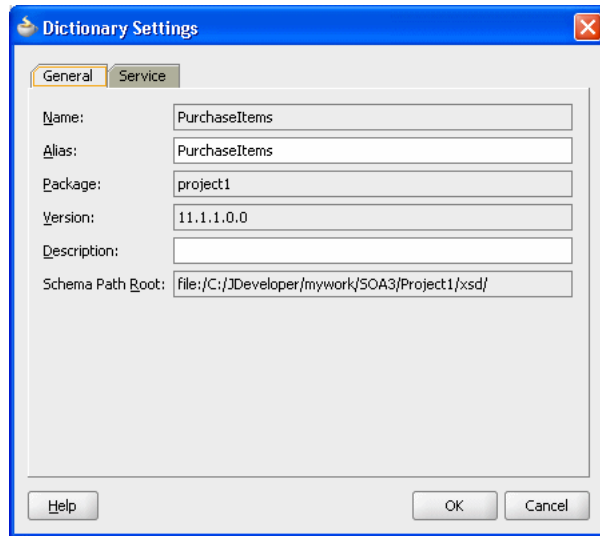 Dictionary Settings
General Service
Name: PurchaseItems
Alias: PurchaseItems
Package: project1
Version: 11.1.1.0.0
Description:
Schema Path Root: file:/C:/JDeveloper/mywork/SOA3/Project1/xsd/
Help OK Cancel